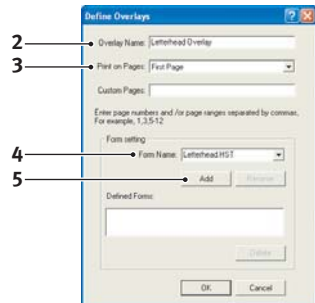 Define Overlays
2 Overlay Name: Letterhead Overlay
3 Print on Pages: First Page
Custom Pages:
Enter page numbers and /or page ranges separated by commas.
For example, 1,3,5-12
Form setting
4 Form Name: Letterhead.HST
5 Add Rename
Defined Forms:
Delete
OK Cancel